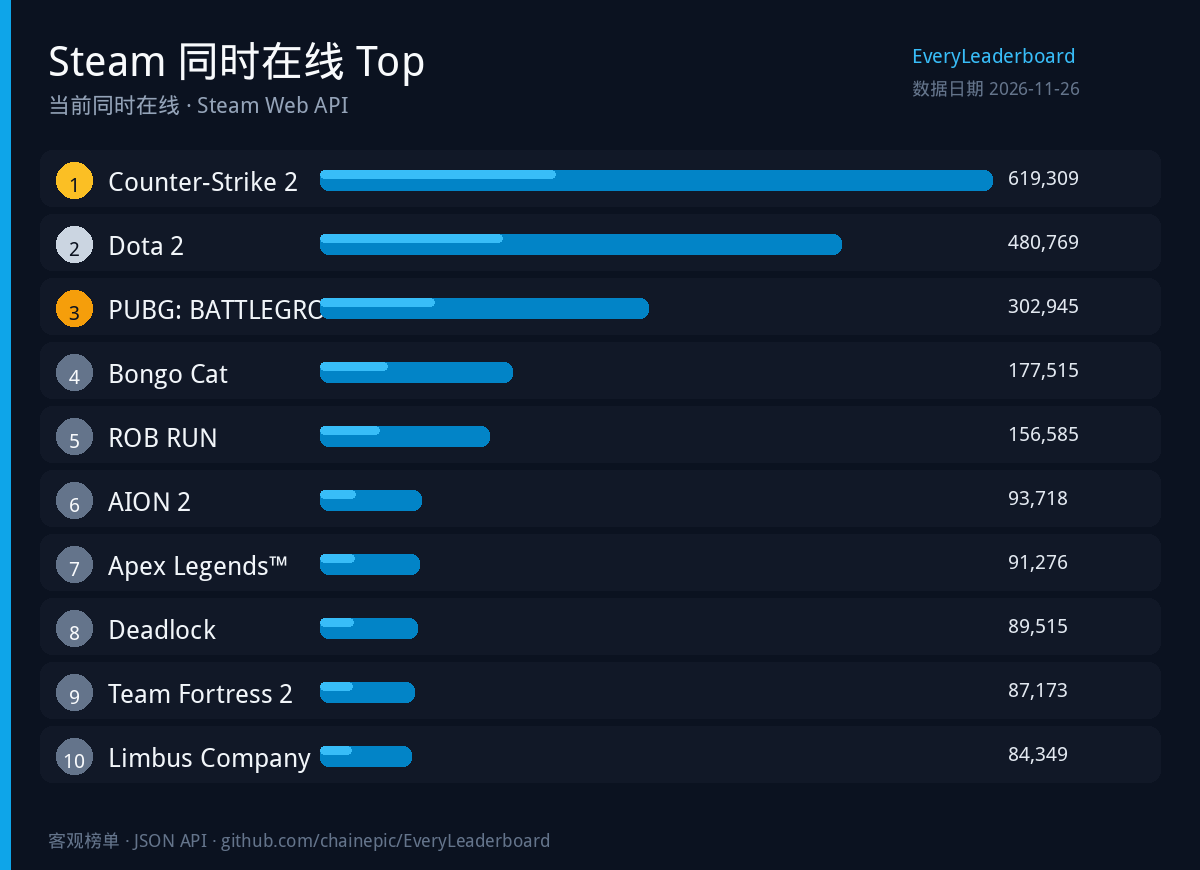 Steam 同时在线 Top
当前同时在线 · Steam Web API
EveryLeaderboard
数据日期 2026-11-26
1 Counter-Strike 2 619,309
2 Dota 2 480,769
3 PUBG: BATTLEGRO 302,945
4 Bongo Cat 177,515
5 ROB RUN 156,585
6 AION 2 93,718
7 Apex Legends™ 91,276
8 Deadlock 89,515
9 Team Fortress 2 87,173
10 Limbus Company 84,349
客观榜单 · JSON API · github.com/chainepic/EveryLeaderboard